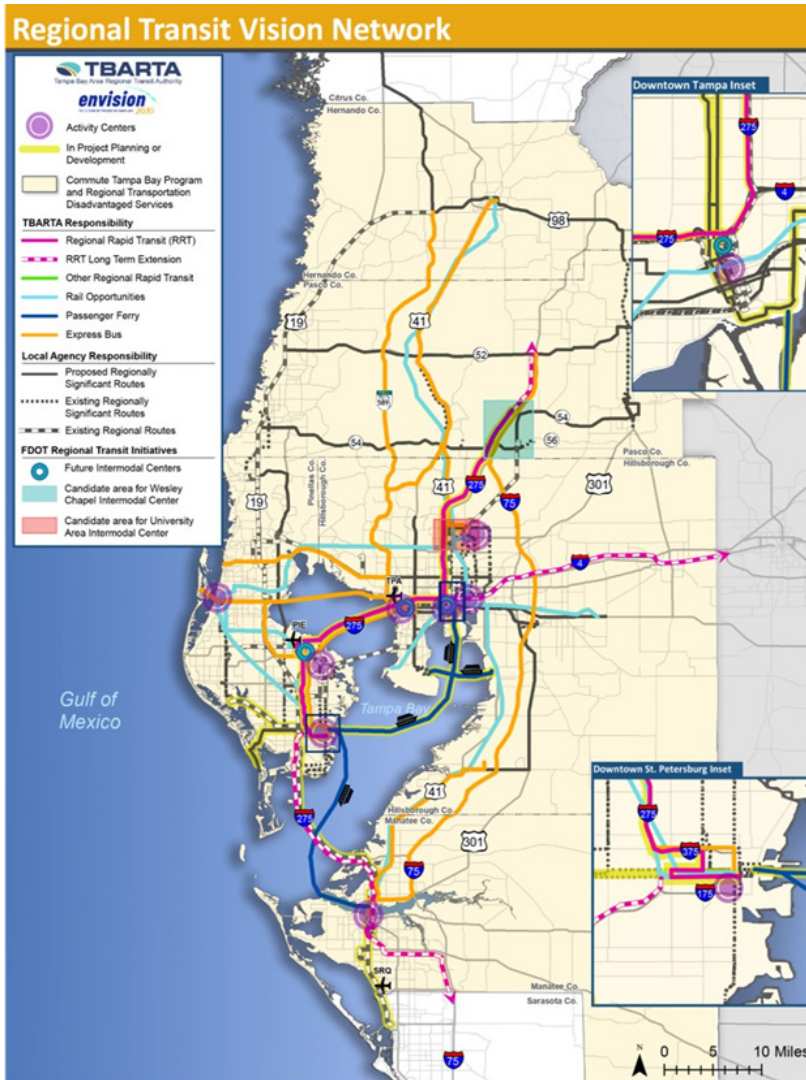 Regional Transit Vision Network
TBARTA
Tampa Bay Area Regional Transit Authority
envision
Activity Centers
In Project Planning or
Development
Commute Tampa Bay Program
and Regional Transportation
Disadvantaged Services
TBARTA Responsibility
Regional Rapid Transit (RRT)
RRT Long Term Extension
Other Regional Rapid Transit
Rail Opportunities
Passenger Ferry
Express Bus
Local Agency Responsibility
Proposed Regionally
Significant Routes
Existing Regionally
Significant Routes
Existing Regional Routes
FDOT Regional Transit Initiatives
Future Intermodal Centers
Candidate area for Wesley
Chapel Intermodal Center
Candidate area for University
Area Intermodal Center
Downtown Tampa Inset
275
4
275
Citrus Co.
Hernando Co.
98
Hernando Co.
Pasco Co.
19
41
52
589
54
56
54
Pasco Co.
Hillsborough Co.
Pinellas Co.
Hillsborough Co.
41
275
301
75
19
4
TPA
PIE
275
Gulf of
Mexico
Tampa Bay
41
Hillsborough Co.
Manatee Co.
275
301
75
SRQ
Manatee Co.
Sarasota Co.
75
Downtown St. Petersburg Inset
275
375
175
N
0 5 10 Miles